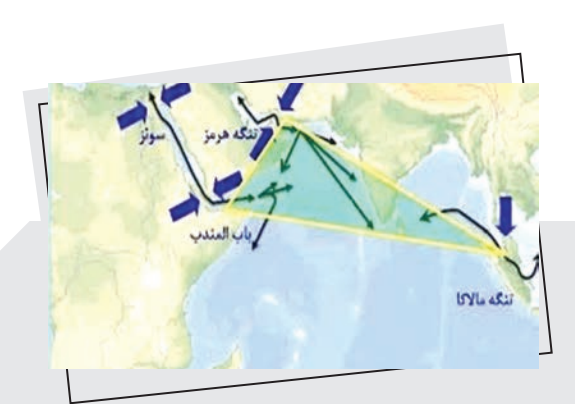 سوئز
تنگه هرمز
باب المندب
تنگه مالاکا